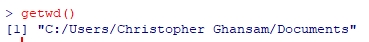 > getwd()
[1] "C:/Users/Christopher Ghansam/Documents"